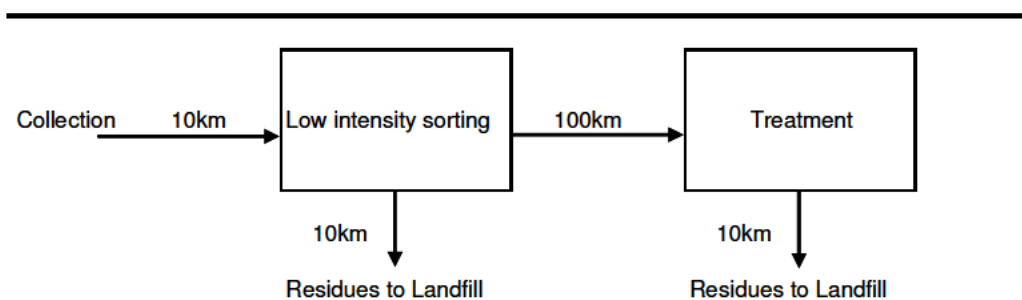 Collection 10km Low intensity sorting 100km Treatment
10km 10km
Residues to Landfill Residues to Landfill